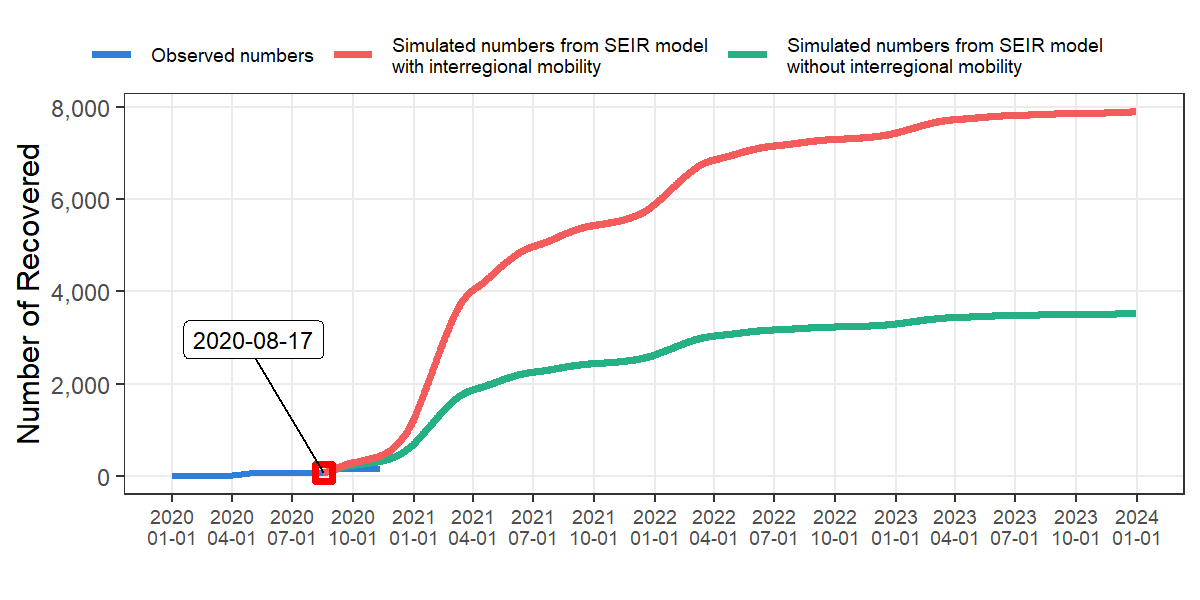 Observed numbers
Simulated numbers from SEIR model
with interregional mobility
Simulated numbers from SEIR model
without interregional mobility
Number of Recovered
8,000
6,000
4,000
2,000
0
2020-08-17
2020 2020 2020 2020 2021 2021 2021 2021 2022 2022 2022 2022 2023 2023 2023 2023 2024
01-01 04-01 07-01 10-01 01-01 04-01 07-01 10-01 01-01 04-01 07-01 10-01 01-01 04-01 07-01 10-01 01-01